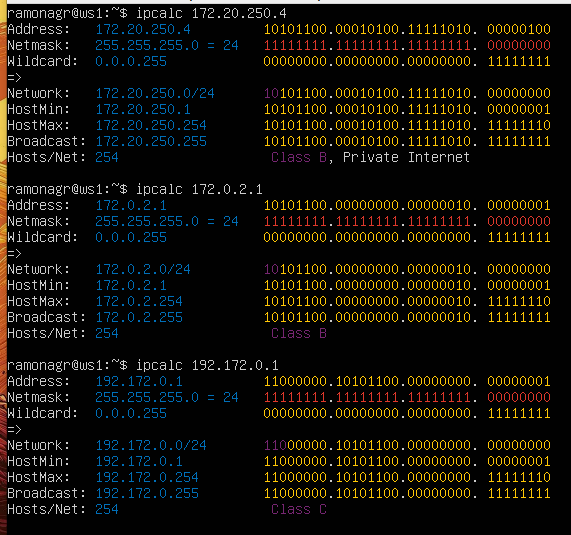 ramonagr@ws1:~$ ipcalc 172.20.250.4
Address:   172.20.250.4         10101100.00010100.11111010. 00000100
Netmask:   255.255.255.0 = 24   11111111.11111111.11111111. 00000000
Wildcard:  0.0.0.255            00000000.00000000.00000000. 11111111
=>
Network:   172.20.250.0/24      10101100.00010100.11111010. 00000000
HostMin:   172.20.250.1         10101100.00010100.11111010. 00000001
HostMax:   172.20.250.254       10101100.00010100.11111010. 11111110
Broadcast: 172.20.250.255       10101100.00010100.11111010. 11111111
Hosts/Net: 254                   Class B, Private Internet
ramonagr@ws1:~$ ipcalc 172.0.2.1
Address:   172.0.2.1            10101100.00000000.00000010. 00000001
Netmask:   255.255.255.0 = 24   11111111.11111111.11111111. 00000000
Wildcard:  0.0.0.255            00000000.00000000.00000000. 11111111
=>
Network:   172.0.2.0/24         10101100.00000000.00000010. 00000000
HostMin:   172.0.2.1            10101100.00000000.00000010. 00000001
HostMax:   172.0.2.254          10101100.00000000.00000010. 11111110
Broadcast: 172.0.2.255          10101100.00000000.00000010. 11111111
Hosts/Net: 254                   Class B
ramonagr@ws1:~$ ipcalc 192.172.0.1
Address:   192.172.0.1          11000000.10101100.00000000. 00000001
Netmask:   255.255.255.0 = 24   11111111.11111111.11111111. 00000000
Wildcard:  0.0.0.255            00000000.00000000.00000000. 11111111
=>
Network:   192.172.0.0/24       11000000.10101100.00000000. 00000000
HostMin:   192.172.0.1          11000000.10101100.00000000. 00000001
HostMax:   192.172.0.254        11000000.10101100.00000000. 11111110
Broadcast: 192.172.0.255        11000000.10101100.00000000. 11111111
Hosts/Net: 254                   Class C